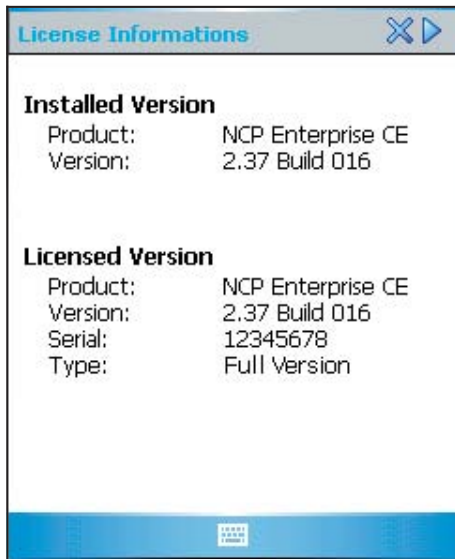 License Informations
Installed Version
Product: NCP Enterprise CE
Version: 2.37 Build 016
Licensed Version
Product: NCP Enterprise CE
Version: 2.37 Build 016
Serial: 12345678
Type: Full Version